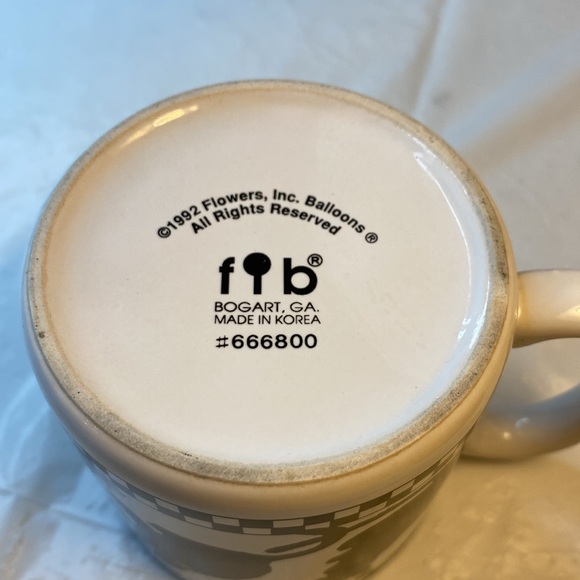 ©1992 Flowers, Inc. Balloons ®
All Rights Reserved
fib®
BOGART, GA.
MADE IN KOREA
#666800